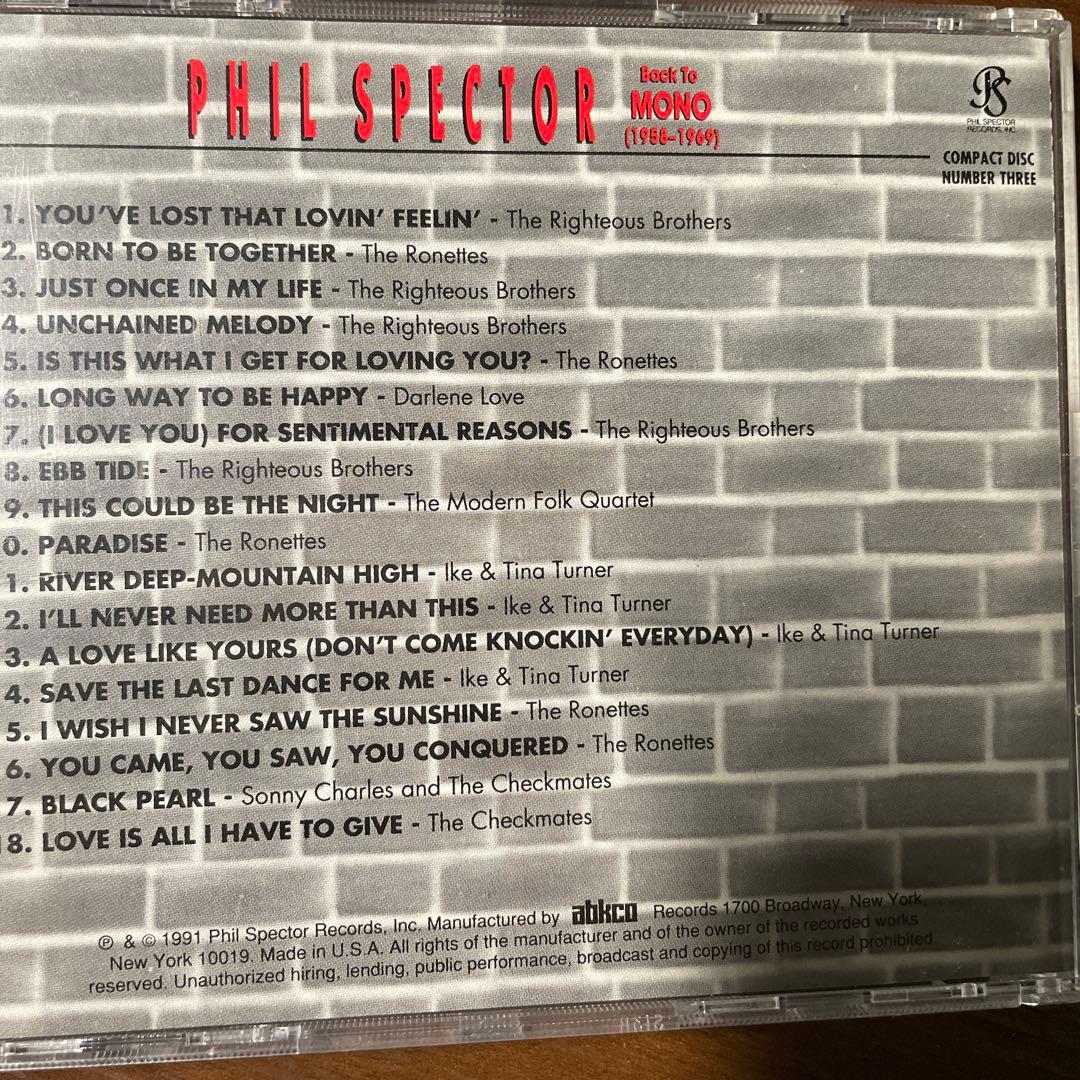 PHIL SPECTOR
Back To
MONO
(1958–1969)
PS
PHIL SPECTOR
RECORDS, INC.
COMPACT DISC
NUMBER THREE
1. YOU'VE LOST THAT LOVIN' FEELIN' - The Righteous Brothers
2. BORN TO BE TOGETHER - The Ronettes
3. JUST ONCE IN MY LIFE - The Righteous Brothers
4. UNCHAINED MELODY - The Righteous Brothers
5. IS THIS WHAT I GET FOR LOVING YOU? - The Ronettes
6. LONG WAY TO BE HAPPY - Darlene Love
7. (I LOVE YOU) FOR SENTIMENTAL REASONS - The Righteous Brothers
8. EBB TIDE - The Righteous Brothers
9. THIS COULD BE THE NIGHT - The Modern Folk Quartet
0. PARADISE - The Ronettes
1. RIVER DEEP-MOUNTAIN HIGH - Ike & Tina Turner
2. I'LL NEVER NEED MORE THAN THIS - Ike & Tina Turner
3. A LOVE LIKE YOURS (DON'T COME KNOCKIN' EVERYDAY) - Ike & Tina Turner
4. SAVE THE LAST DANCE FOR ME - Ike & Tina Turner
5. I WISH I NEVER SAW THE SUNSHINE - The Ronettes
6. YOU CAME, YOU SAW, YOU CONQUERED - The Ronettes
7. BLACK PEARL - Sonny Charles and The Checkmates
8. LOVE IS ALL I HAVE TO GIVE - The Checkmates
℗ & © 1991 Phil Spector Records, Inc. Manufactured by abkco Records 1700 Broadway, New York,
New York 10019. Made in U.S.A. All rights of the manufacturer and of the owner of the recorded works
reserved. Unauthorized hiring, lending, public performance, broadcast and copying of this record prohibited.